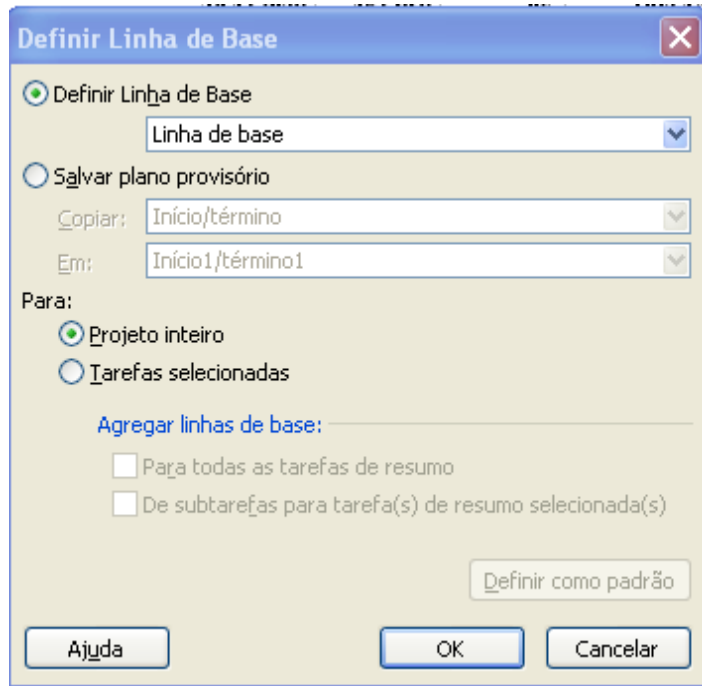 Definir Linha de Base
Definir Linha de Base
Linha de base
Salvar plano provisório
Copiar: Início/término
Em: Início1/término1
Para:
Projeto inteiro
Tarefas selecionadas
Agregar linhas de base:
Para todas as tarefas de resumo
De subtarefas para tarefa(s) de resumo selecionada(s)
Definir como padrão
Ajuda OK Cancelar